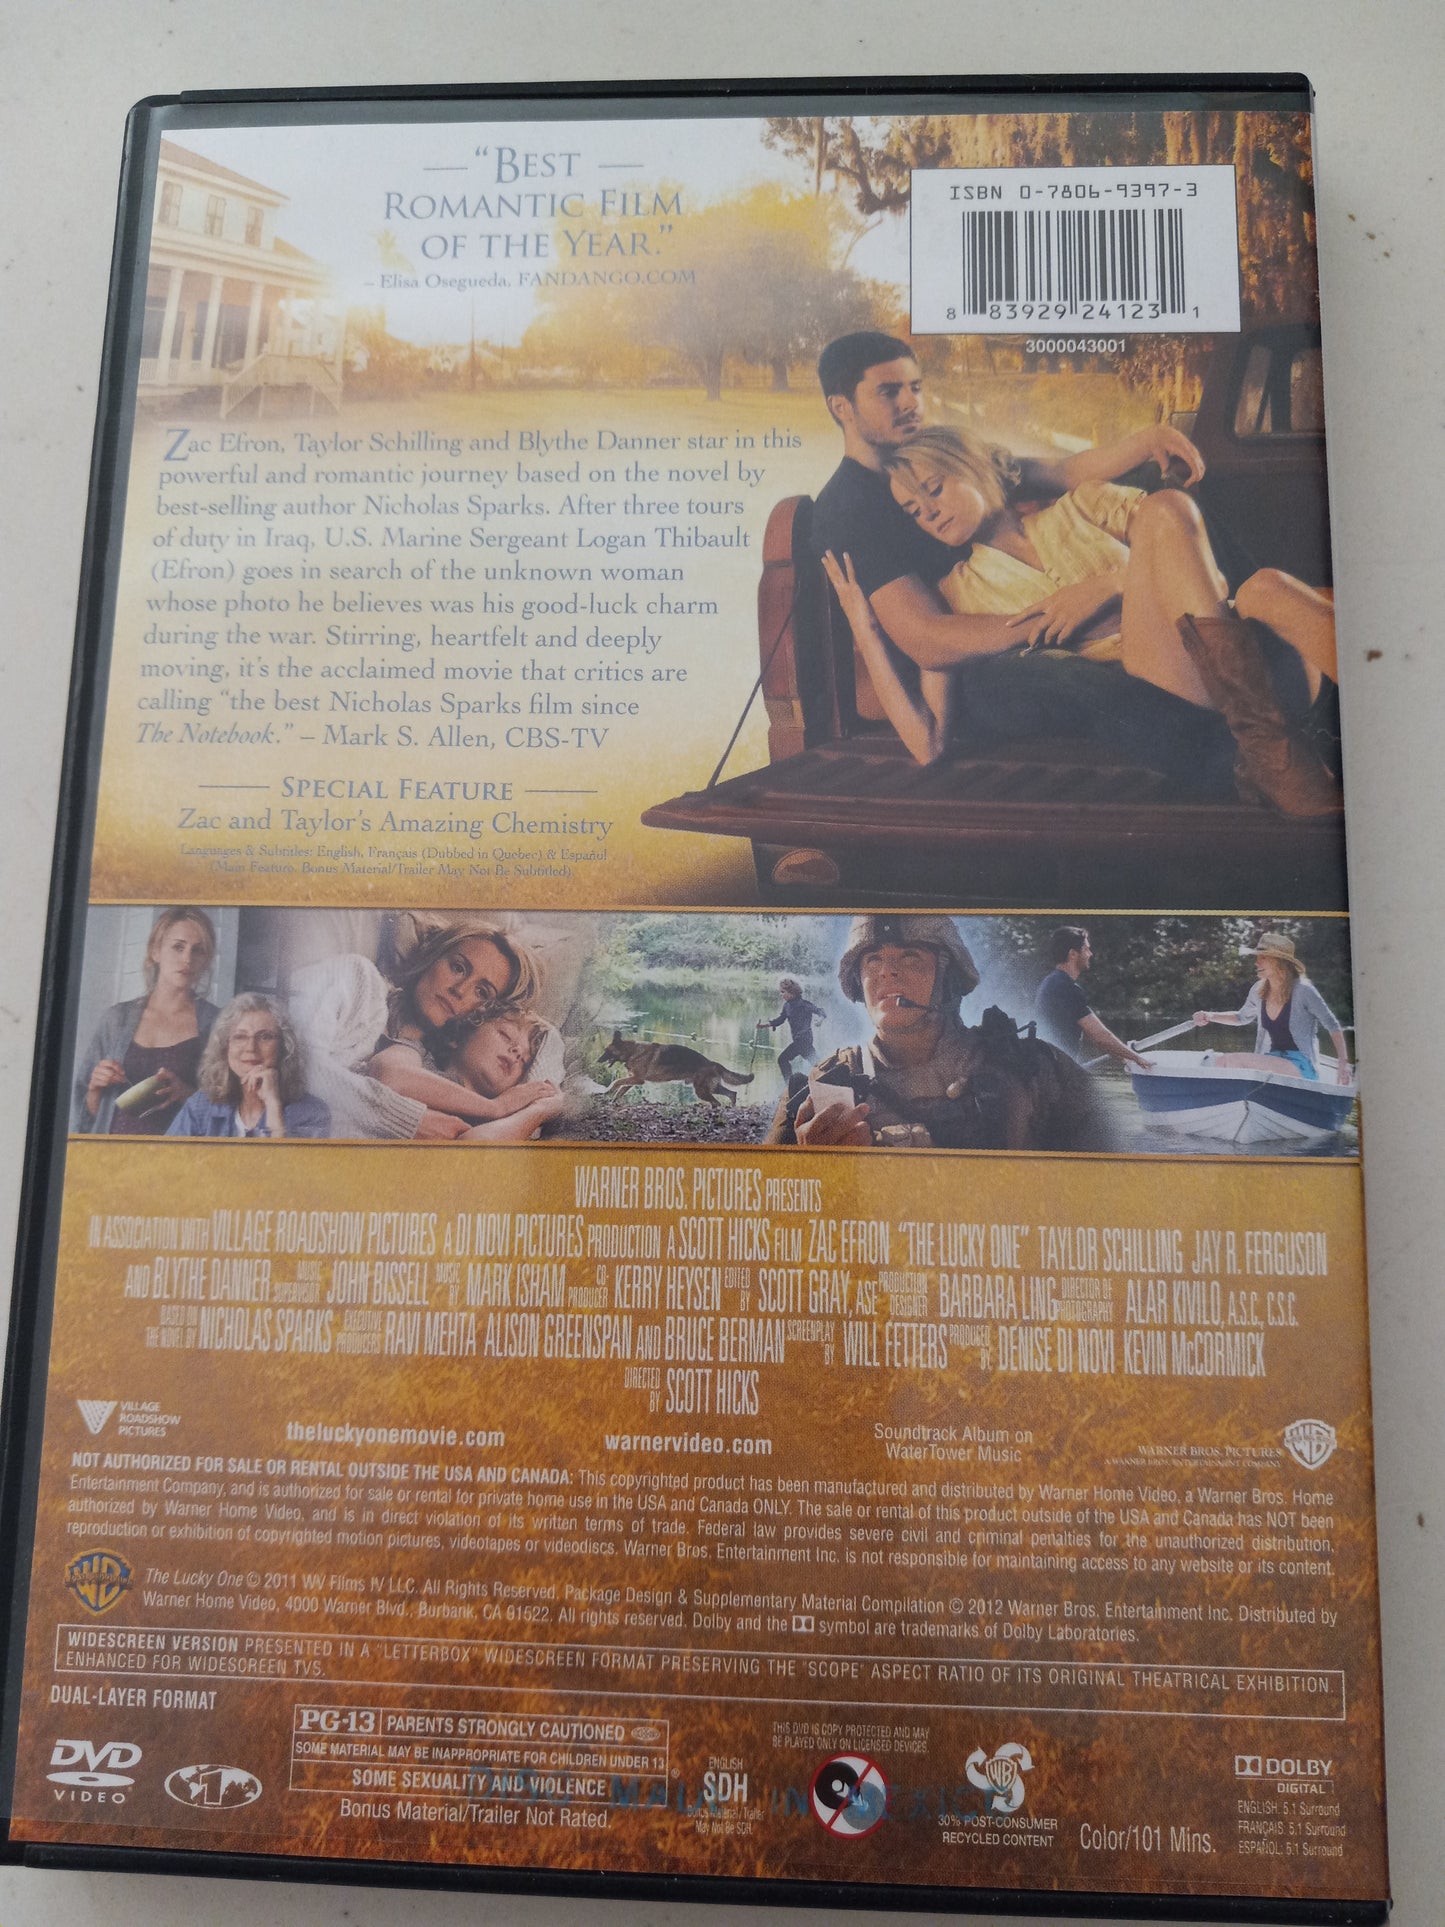 “BEST
ROMANTIC FILM
OF THE YEAR.”
– Elisa Osegueda, FANDANGO.COM
ISBN 0-7806-9397-3
8 83929 24123 1
3000043001
Zac Efron, Taylor Schilling and Blythe Danner star in this
powerful and romantic journey based on the novel by
best-selling author Nicholas Sparks. After three tours
of duty in Iraq, U.S. Marine Sergeant Logan Thibault
(Efron) goes in search of the unknown woman
whose photo he believes was his good-luck charm
during the war. Stirring, heartfelt and deeply
moving, it’s the acclaimed movie that critics are
calling “the best Nicholas Sparks film since
The Notebook.” – Mark S. Allen, CBS-TV
SPECIAL FEATURE
Zac and Taylor’s Amazing Chemistry
Languages & Subtitles: English, Français (Dubbed in Quebec) & Español
(Main Feature. Bonus Material/Trailer May Not Be Subtitled).
WARNER BROS. PICTURES PRESENTS
IN ASSOCIATION WITH VILLAGE ROADSHOW PICTURES A DI NOVI PICTURES PRODUCTION A SCOTT HICKS FILM ZAC EFRON “THE LUCKY ONE” TAYLOR SCHILLING JAY R. FERGUSON
AND BLYTHE DANNER MUSIC SUPERVISOR JOHN BISSELL MUSIC BY MARK ISHAM CO-PRODUCER KERRY HEYSEN EDITED BY SCOTT GRAY, ASE PRODUCTION DESIGNER BARBARA LING DIRECTOR OF PHOTOGRAPHY ALAR KIVILO, A.S.C., C.S.C.
BASED ON THE NOVEL BY NICHOLAS SPARKS EXECUTIVE PRODUCERS RAVI MEHTA ALISON GREENSPAN AND BRUCE BERMAN SCREENPLAY BY WILL FETTERS PRODUCED BY DENISE DI NOVI KEVIN McCORMICK
DIRECTED BY SCOTT HICKS
VILLAGE
ROADSHOW
PICTURES
theluckyonemovie.com
warnervideo.com
Soundtrack Album on
WaterTower Music
WARNER BROS. PICTURES
A WARNER BROS. ENTERTAINMENT COMPANY
NOT AUTHORIZED FOR SALE OR RENTAL OUTSIDE THE USA AND CANADA: This copyrighted product has been manufactured and distributed by Warner Home Video, a Warner Bros. Home
Entertainment Company, and is authorized for sale or rental for private home use in the USA and Canada ONLY. The sale or rental of this product outside of the USA and Canada has NOT been
authorized by Warner Home Video, and is in direct violation of its written terms of trade. Federal law provides severe civil and criminal penalties for the unauthorized distribution,
reproduction or exhibition of copyrighted motion pictures, videotapes or videodiscs. Warner Bros. Entertainment Inc. is not responsible for maintaining access to any website or its content.
WB
The Lucky One © 2011 WV Films IV LLC. All Rights Reserved. Package Design & Supplementary Material Compilation © 2012 Warner Bros. Entertainment Inc. Distributed by
Warner Home Video, 4000 Warner Blvd., Burbank, CA 91522. All rights reserved. Dolby and the DD symbol are trademarks of Dolby Laboratories.
WIDESCREEN VERSION PRESENTED IN A "LETTERBOX" WIDESCREEN FORMAT PRESERVING THE "SCOPE" ASPECT RATIO OF ITS ORIGINAL THEATRICAL EXHIBITION.
ENHANCED FOR WIDESCREEN TVS.
DUAL-LAYER FORMAT
DVD
VIDEO
1
PG-13 PARENTS STRONGLY CAUTIONED
SOME MATERIAL MAY BE INAPPROPRIATE FOR CHILDREN UNDER 13
SOME SEXUALITY AND VIOLENCE
®
Bonus Material/Trailer Not Rated.
ENGLISH
SDH
Bonus Material/Trailer
May Not Be SDH.
THIS DVD IS COPY PROTECTED AND MAY
BE PLAYED ONLY ON LICENSED DEVICES.
DISC MADE IN MEXICO
WB
30% POST-CONSUMER
RECYCLED CONTENT
Color/101 Mins.
DOLBY
DIGITAL
ENGLISH. 5.1 Surround
FRANÇAIS. 5.1 Surround
ESPAÑOL. 5.1 Surround